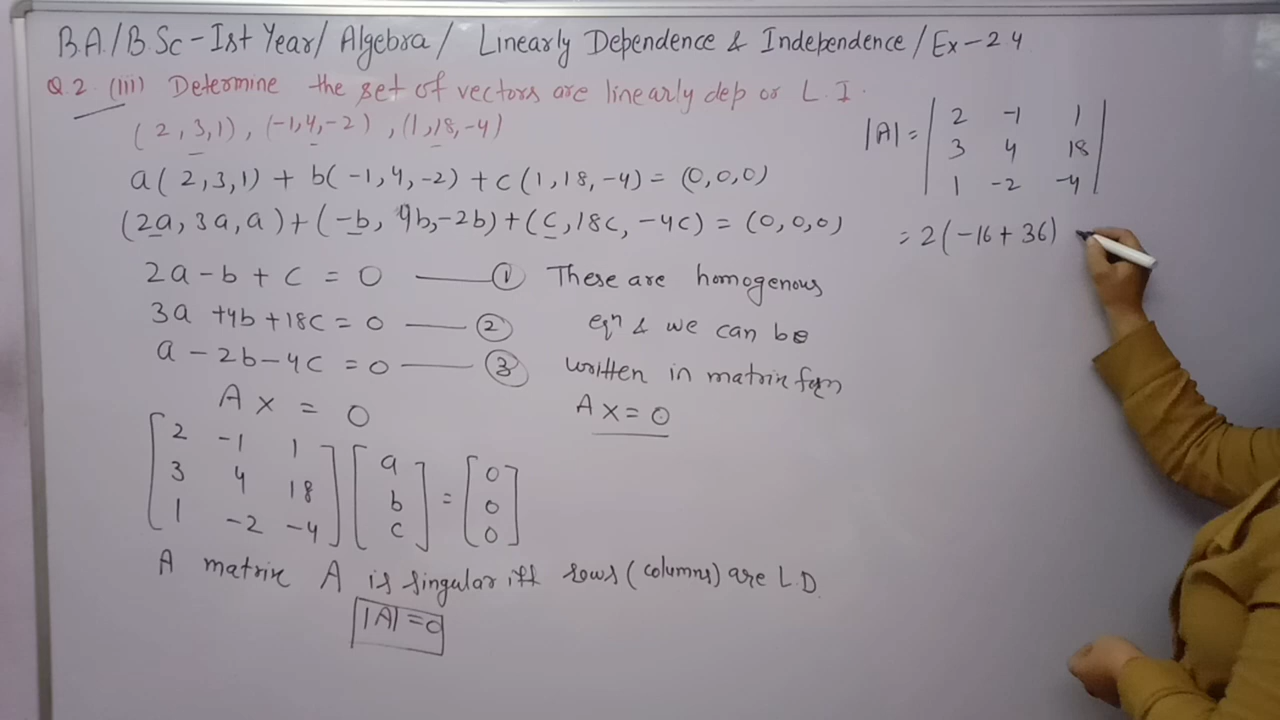 B.A./B.Sc-Ist Year/ Algebra/ Linearly Dependence & Independence/Ex-2.4
Q.2 (iii) Determine the set of vectors are linearly dep or L.I.
(2,3,1), (-1,4,-2), (1,18,-4)
a(2,3,1) + b(-1,4,-2) + c(1,18,-4) = (0,0,0)
(2a, 3a, a) + (-b, 4b, -2b) + (c, 18c, -4c) = (0,0,0)
2a - b + c = 0 —— ①
3a + 4b + 18c = 0 —— ②
a - 2b - 4c = 0 —— ③
These are homogenous
eqn & we can be
written in matrix form
Ax = 0
A x = 0
2 -1 1
3 4 18
1 -2 -4
a
b
c
=
0
0
0
A matrix A is singular iff rows (columns) are L.D.
|A| = 0
|A| =
2 -1 1
3 4 18
1 -2 -4
= 2(-16 + 36)